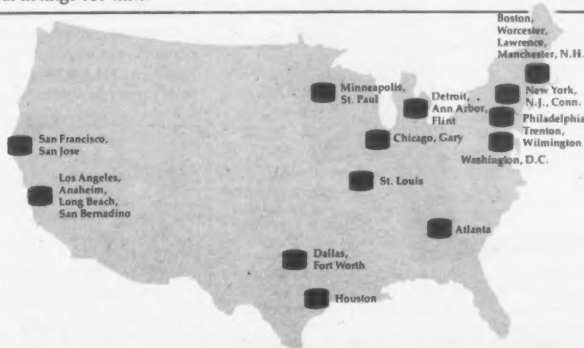 Boston,
Worcester,
Lawrence,
Manchester, N.H.
Minneapolis,
St. Paul
Detroit,
Ann Arbor,
Flint
New York,
N.J., Conn.
Philadelphia
Trenton,
Wilmington
San Francisco,
San Jose
Chicago, Gary
Washington, D.C.
Los Angeles,
Anaheim,
Long Beach,
San Bernadino
St. Louis
Atlanta
Dallas,
Fort Worth
Houston